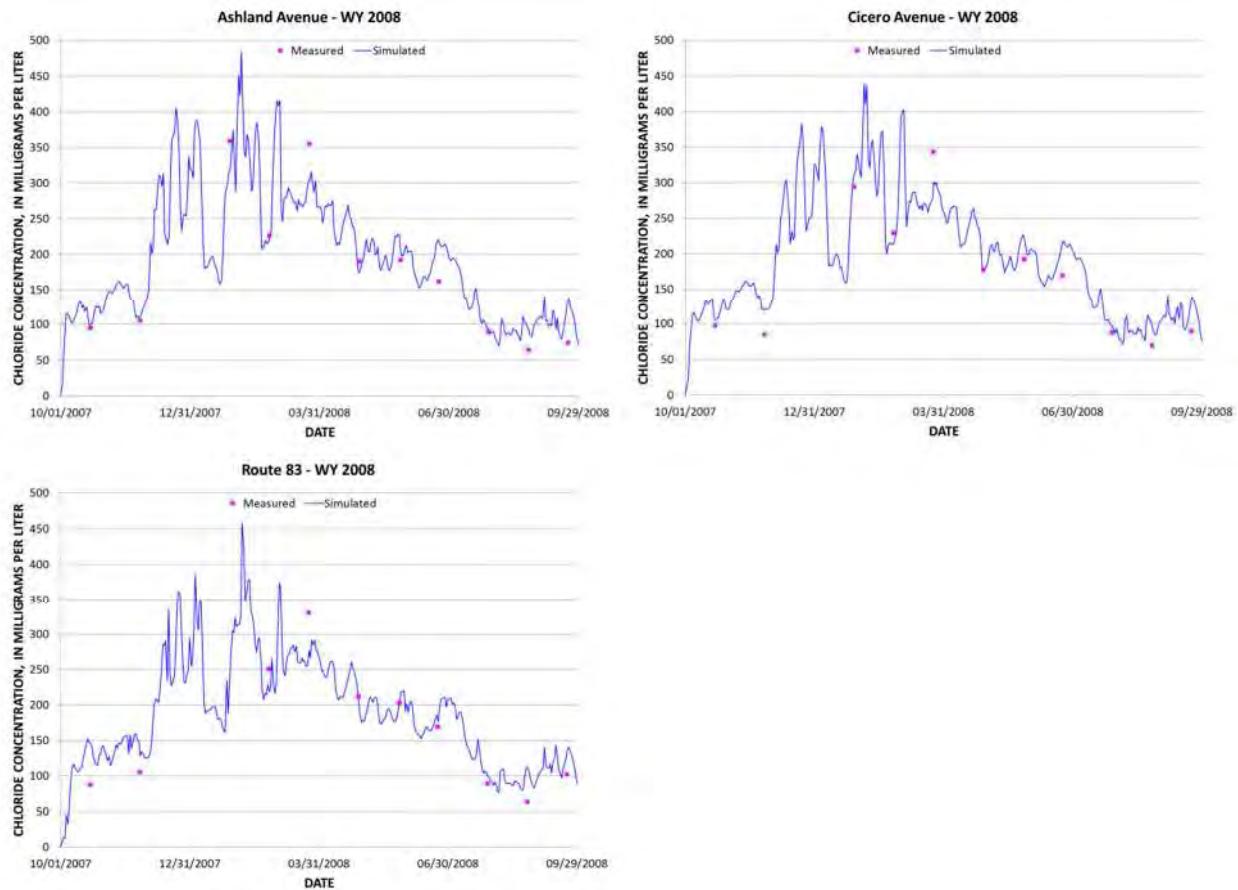 Ashland Avenue - WY 2008
Measured Simulated
CHLORIDE CONCENTRATION, IN MILLIGRAMS PER LITER
500
450
400
350
300
250
200
150
100
50
0
10/01/2007 12/31/2007 03/31/2008 06/30/2008 09/29/2008
DATE
Cicero Avenue - WY 2008
Measured Simulated
CHLORIDE CONCENTRATION, IN MILLIGRAMS PER LITER
500
450
400
350
300
250
200
150
100
50
0
10/01/2007 12/31/2007 03/31/2008 06/30/2008 09/29/2008
DATE
Route 83 - WY 2008
Measured Simulated
CHLORIDE CONCENTRATION, IN MILLIGRAMS PER LITER
500
450
400
350
300
250
200
150
100
50
0
10/01/2007 12/31/2007 03/31/2008 06/30/2008 09/29/2008
DATE